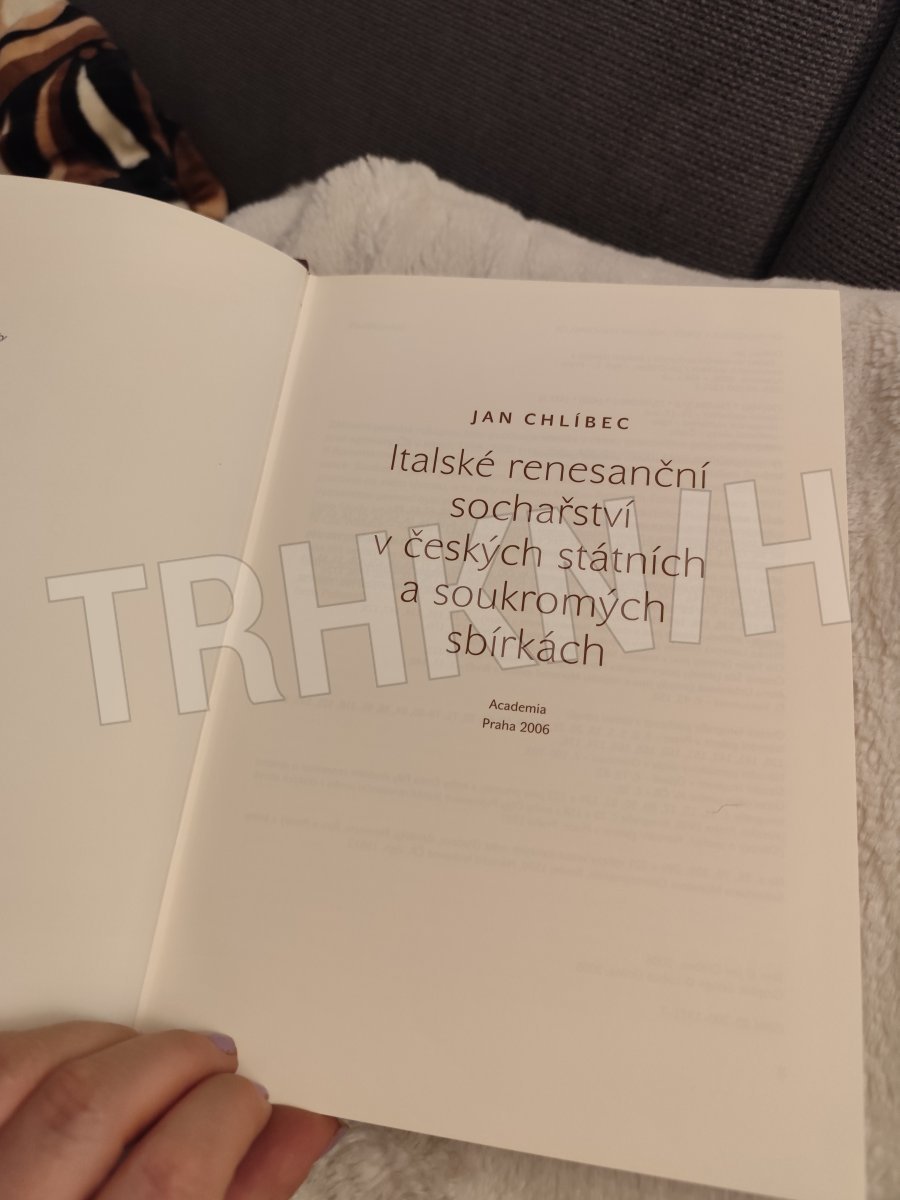 JAN CHLÍBEC
Italské renesanční
sochařství
v českých státních
a soukromých
sbírkách
Academia
Praha 2006
TRHKNIH